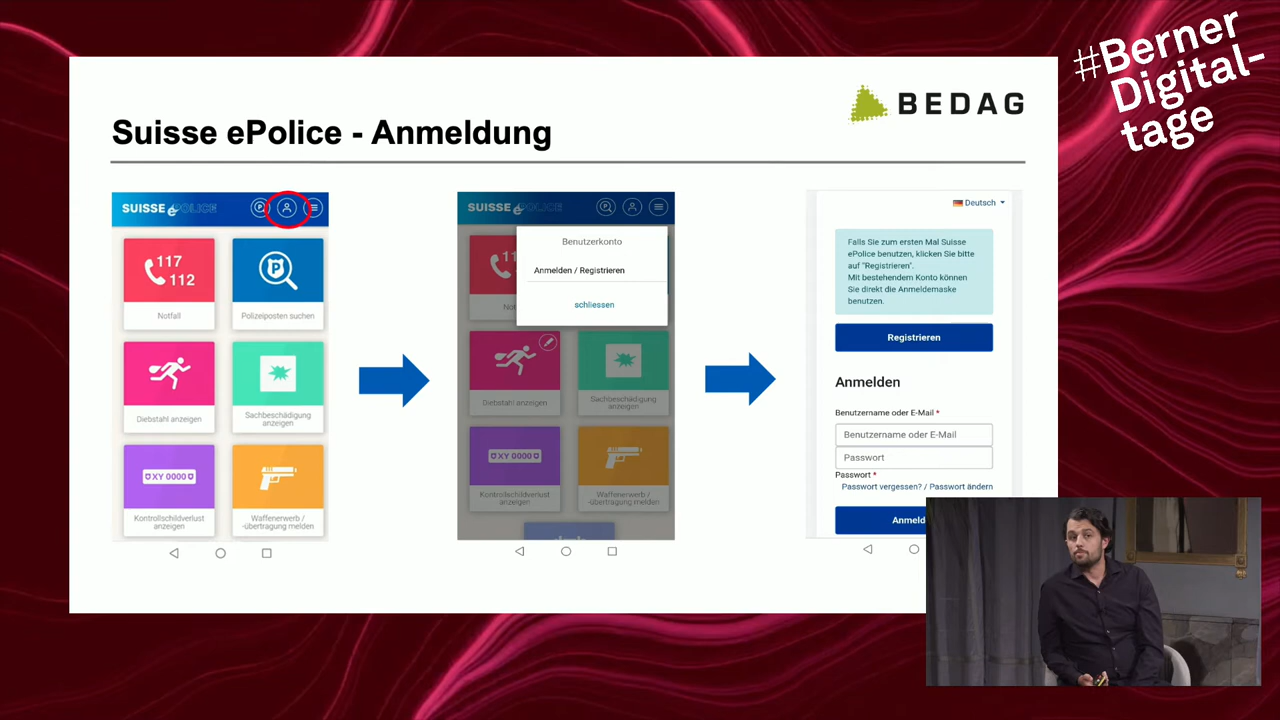 #Berner
Digital-
tage
BEDAG
Suisse ePolice - Anmeldung
SUISSE ePOLICE
117
112
Notfall
Polizeiposten suchen
Diebstahl anzeigen
Sachbeschädigung
anzeigen
XY 0000
Kontrollschildverlust
anzeigen
Waffenerwerb /
-übertragung melden
SUISSE ePOLICE
Benutzerkonto
Anmelden / Registrieren
schliessen
Diebstahl anzeigen
Sachbeschädigung
anzeigen
XY 0000
Kontrollschildverlust
anzeigen
Waffenerwerb /
-übertragung melden
Deutsch
Falls Sie zum ersten Mal Suisse
ePolice benutzen, klicken Sie bitte
auf "Registrieren".
Mit bestehendem Konto können
Sie direkt die Anmeldemaske
benutzen.
Registrieren
Anmelden
Benutzername oder E-Mail *
Benutzername oder E-Mail
Passwort
Passwort *
Passwort vergessen? / Passwort ändern